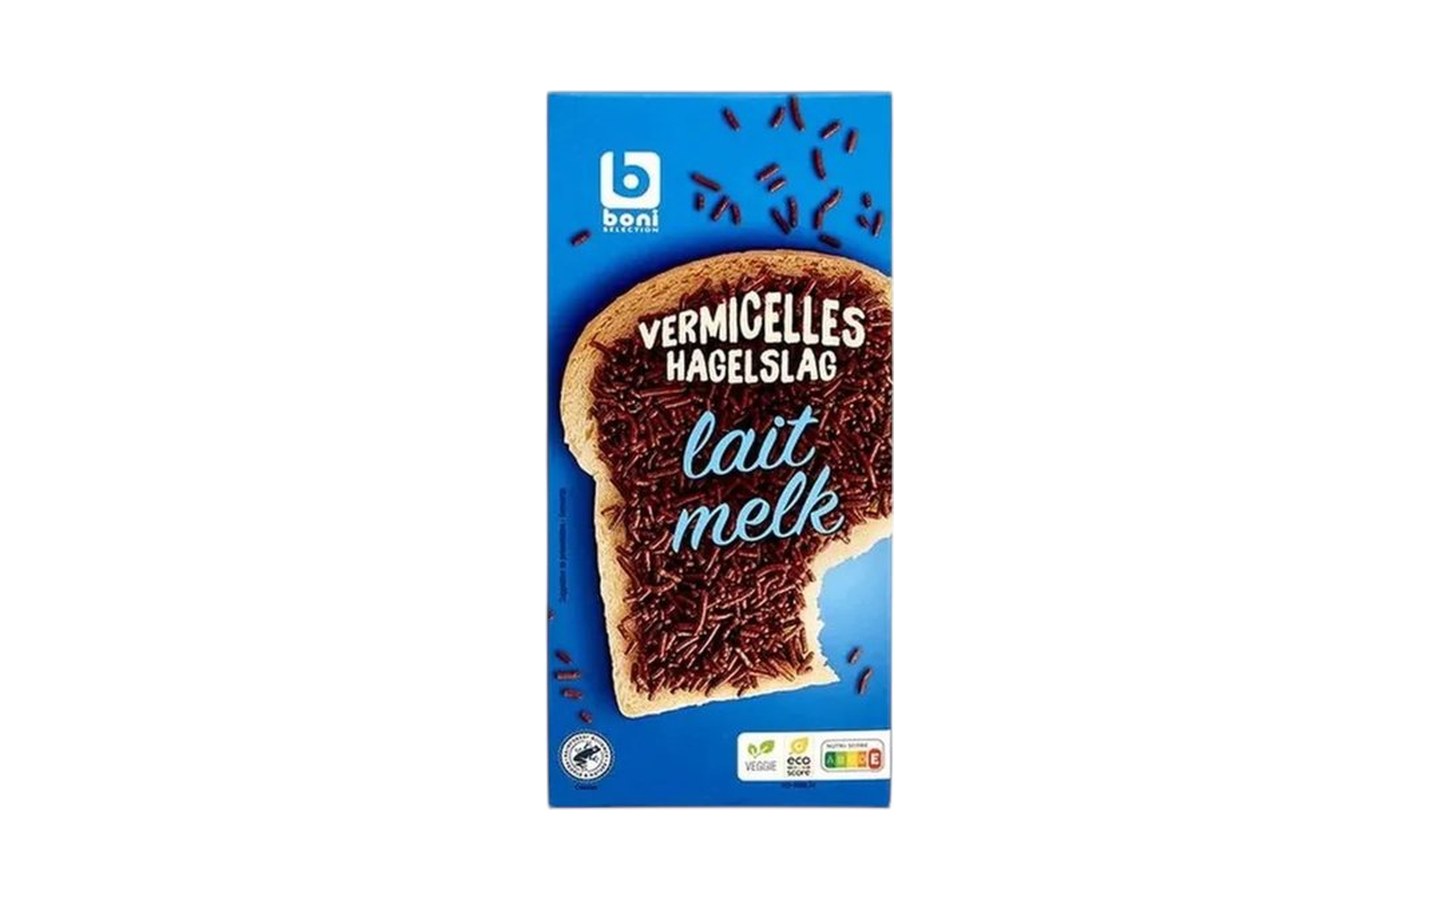 b
boni
SELECTION
VERMICELLES
HAGELSLAG
lait
melk
VEGGIE
eco
score
NUTRI-SCORE
A B C D E